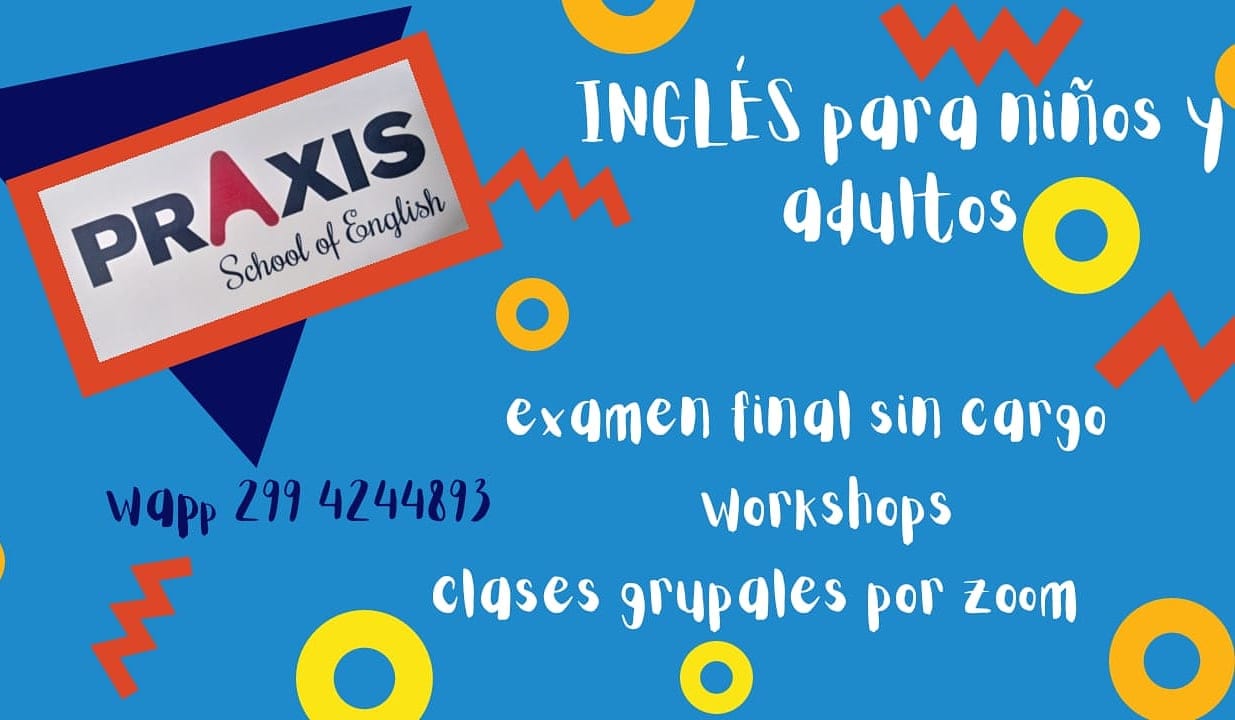 PRAXIS
School of English
INGLÉS para niños y
adultos
examen final sin cargo
wapp 299 4244893
workshops
clases grupales por zoom